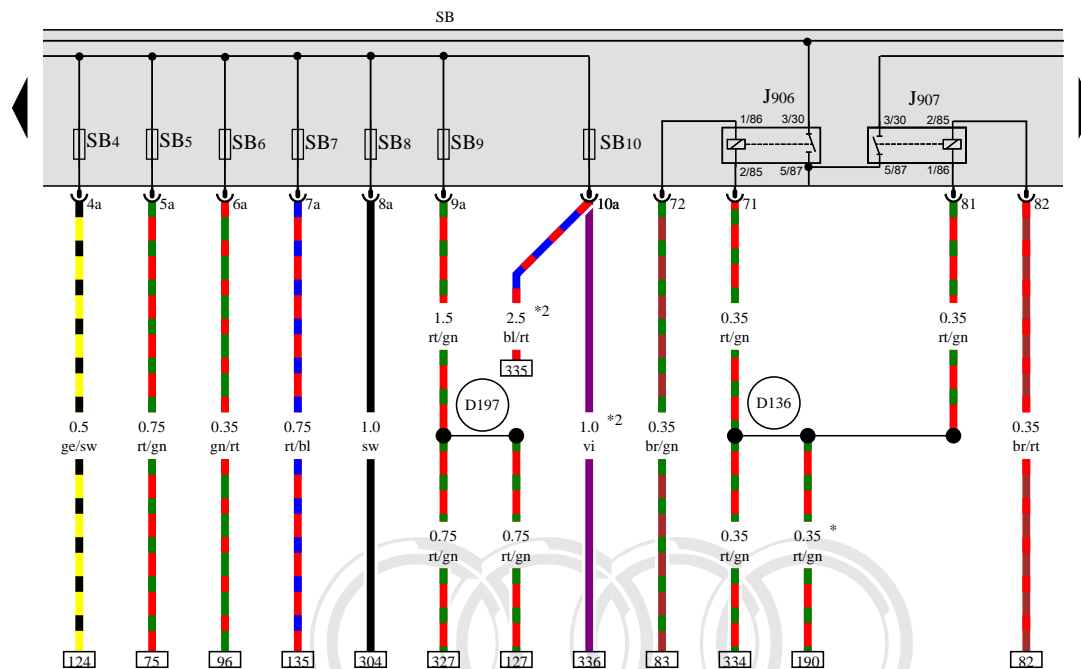 SB
J906 J907
1/86 3/30 3/30 2/85
SB4 SB5 SB6 SB7 SB8 SB9 SB10
2/85 5/87 5/87 1/86
4a 5a 6a 7a 8a 9a 10a 72 71 81 82
1.5 2.5 *2 0.35 0.35
rt/gn bl/rt rt/gn rt/gn
335
D197 D136
0.5 0.75 0.35 0.75 1.0 1.0 *2 0.35 0.35
ge/sw rt/gn gn/rt rt/bl sw vi br/gn br/rt
0.75 0.75 0.35 0.35 *
rt/gn rt/gn rt/gn rt/gn
124 75 96 135 304 327 127 336 83 334 190 82